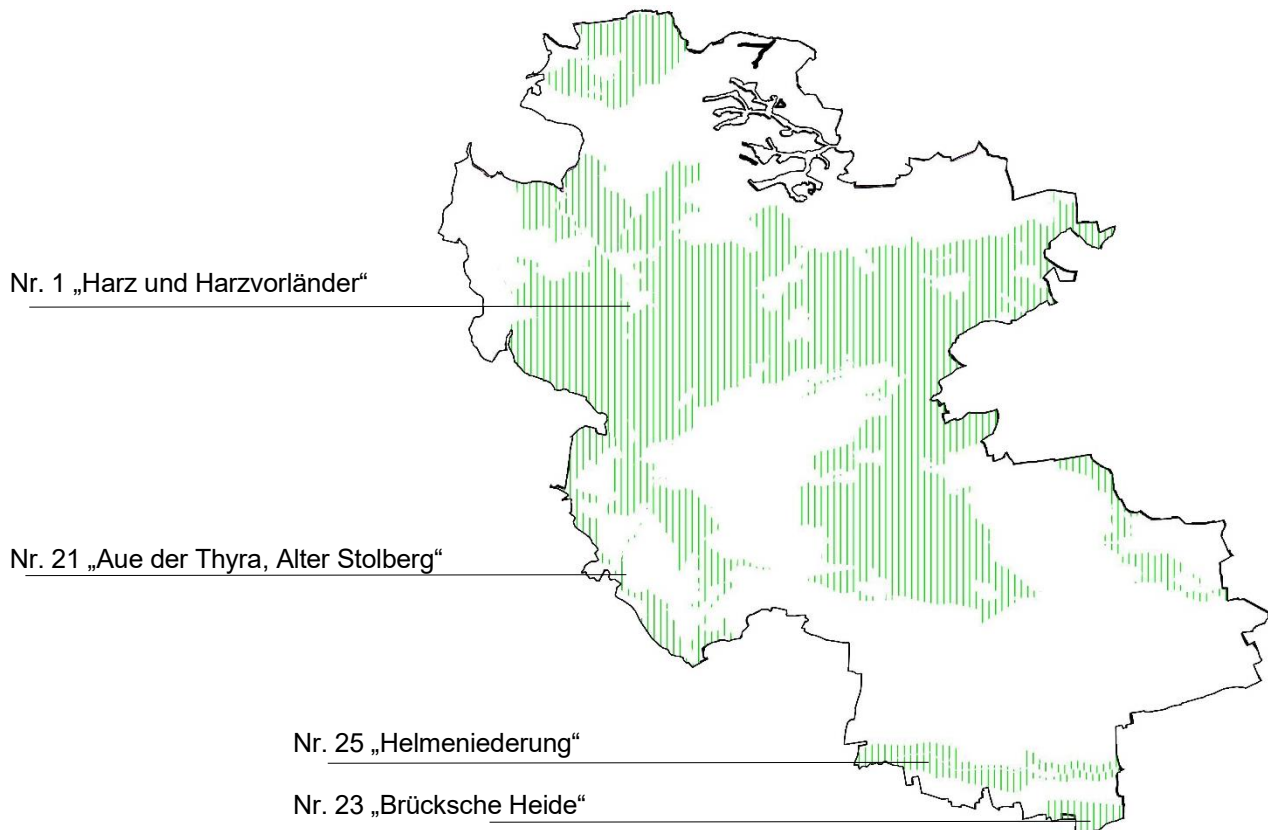 Nr. 1 „Harz und Harzvorländer“
Nr. 21 „Aue der Thyra, Alter Stolberg“
Nr. 25 „Helmeniederung“
Nr. 23 „Brücksche Heide“